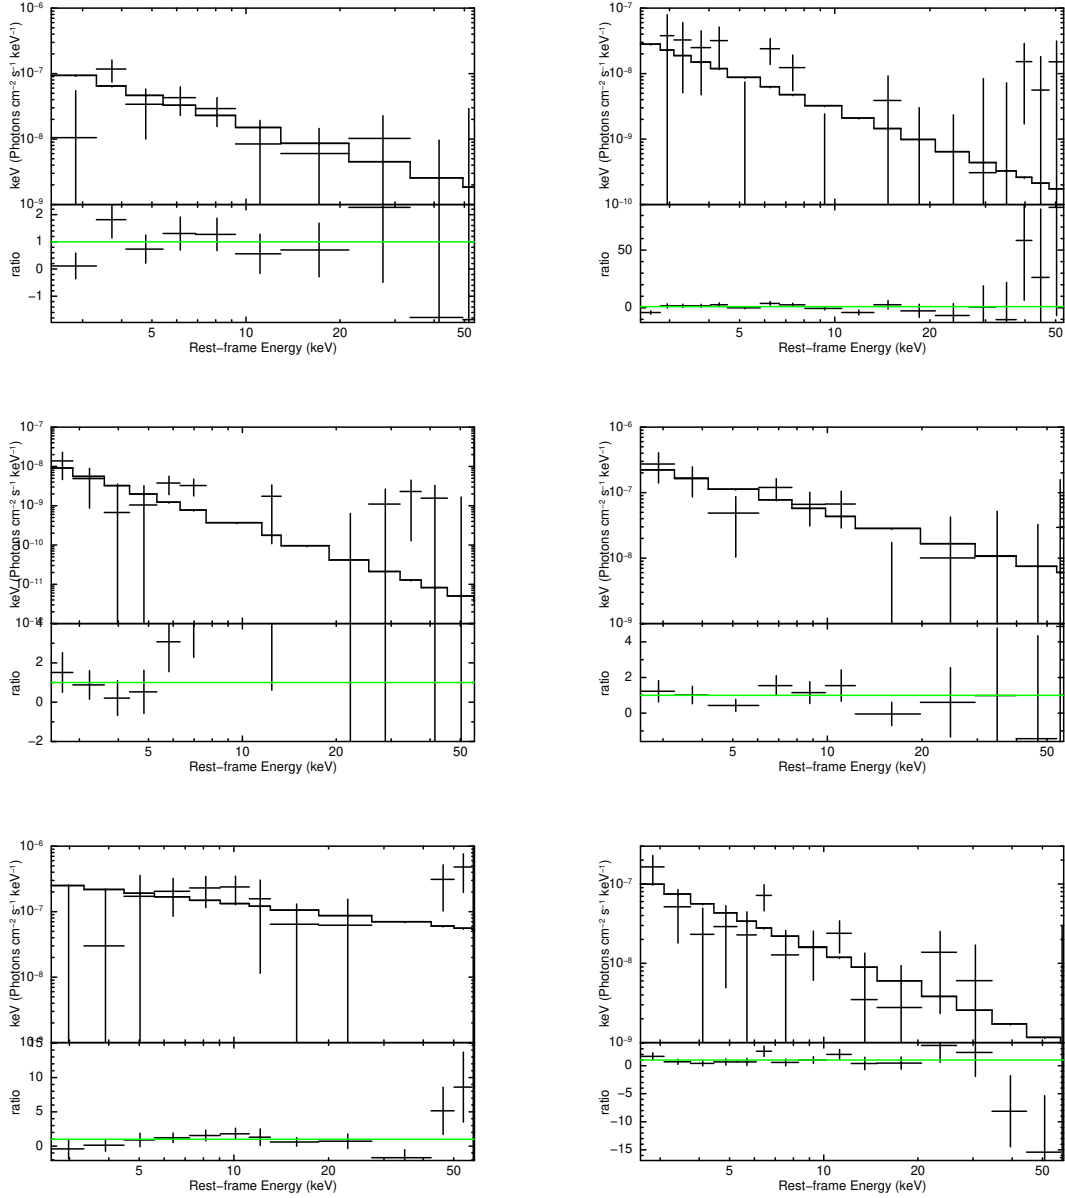 10⁻⁶
10⁻⁷
10⁻⁸
10⁻⁹
keV (Photons cm⁻² s⁻¹ keV⁻¹)
2
1
0
−1
ratio
5 10 20 50
Rest−frame Energy (keV)
10⁻⁷
10⁻⁸
10⁻⁹
10⁻¹⁰
keV (Photons cm⁻² s⁻¹ keV⁻¹)
50
0
ratio
5 10 20 50
Rest−frame Energy (keV)
10⁻⁷
10⁻⁸
10⁻⁹
10⁻¹⁰
10⁻¹¹
keV (Photons cm⁻² s⁻¹ keV⁻¹)
2
0
−2
ratio
5 10 20 50
Rest−frame Energy (keV)
10⁻⁶
10⁻⁷
10⁻⁸
10⁻⁹
keV (Photons cm⁻² s⁻¹ keV⁻¹)
4
2
0
ratio
5 10 20 50
Rest−frame Energy (keV)
10⁻⁶
10⁻⁷
10⁻⁸
keV (Photons cm⁻² s⁻¹ keV⁻¹)
10
5
0
ratio
5 10 20 50
Rest−frame Energy (keV)
10⁻⁷
10⁻⁸
10⁻⁹
keV (Photons cm⁻² s⁻¹ keV⁻¹)
0
−5
−10
−15
ratio
5 10 20 50
Rest−frame Energy (keV)